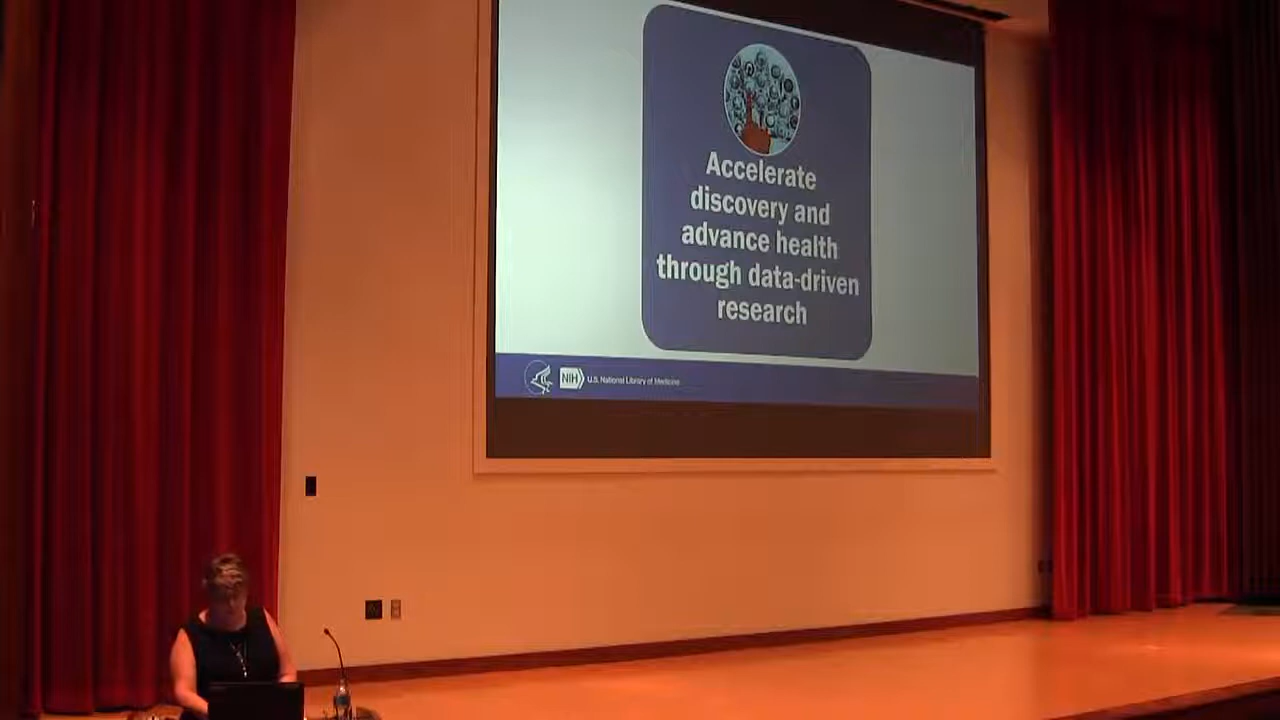 Accelerate
discovery and
advance health
through data-driven
research
NIH
U.S. National Library of Medicine